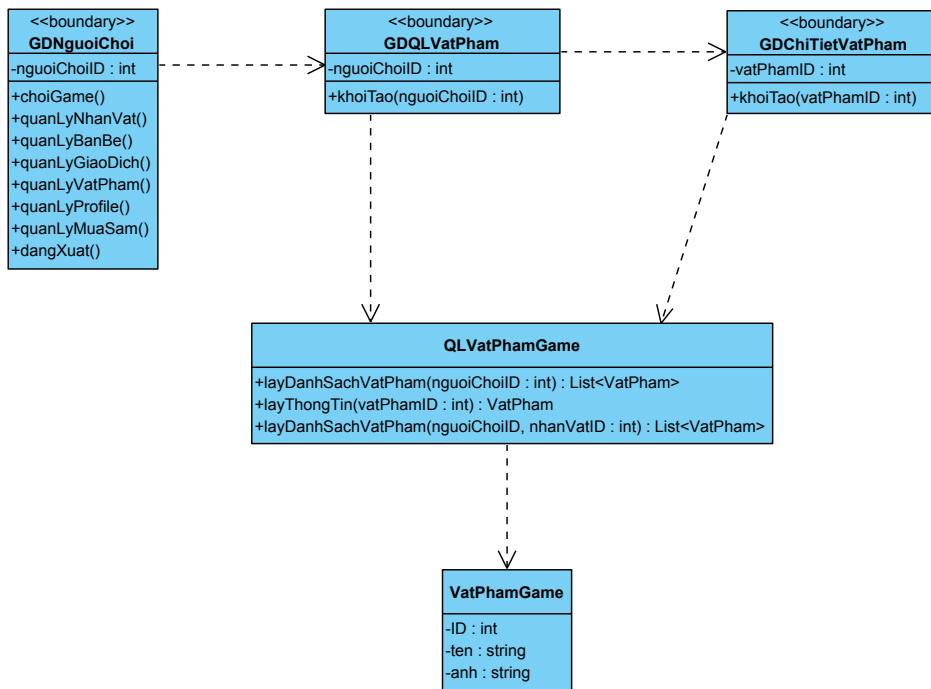 <<boundary>>
GDNguoiChoi
-nguoiChoiID : int
+choiGame()
+quanLyNhanVat()
+quanLyBanBe()
+quanLyGiaoDich()
+quanLyVatPham()
+quanLyProfile()
+quanLyMuaSam()
+dangXuat()
<<boundary>>
GDQLVatPham
-nguoiChoiID : int
+khoiTao(nguoiChoiID : int)
<<boundary>>
GDChiTietVatPham
-vatPhamID : int
+khoiTao(vatPhamID : int)
QLVatPhamGame
+layDanhSachVatPham(nguoiChoiID : int) : List<VatPham>
+layThongTin(vatPhamID : int) : VatPham
+layDanhSachVatPham(nguoiChoiID, nhanVatID : int) : List<VatPham>
VatPhamGame
-ID : int
-ten : string
-anh : string